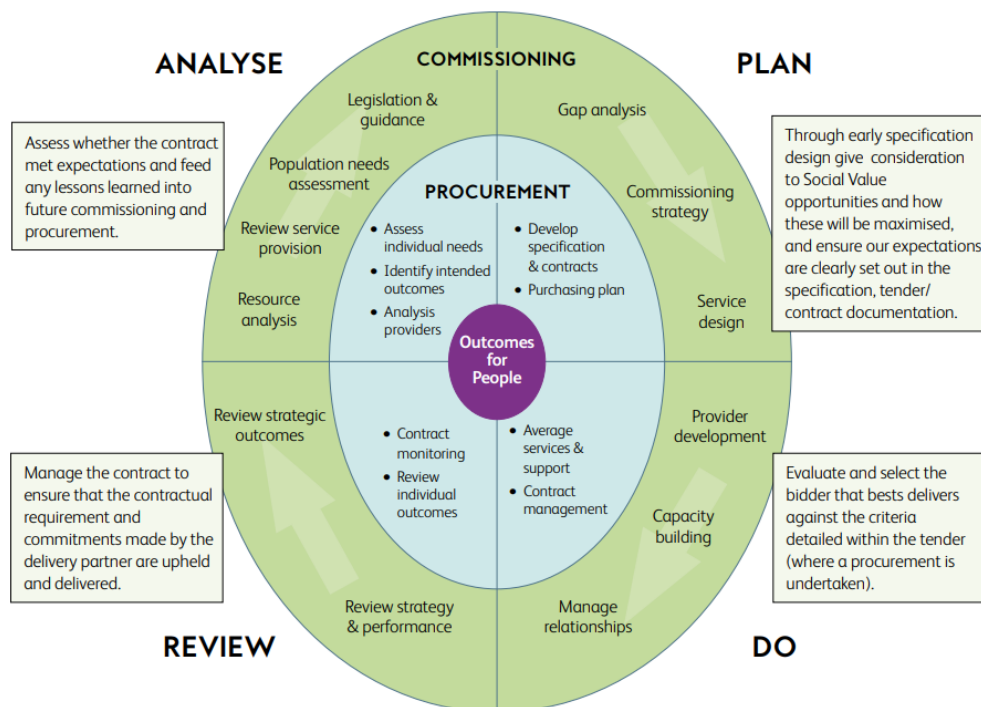 ANALYSE
COMMISSIONING
PLAN
Legislation &
guidance
Population needs
assessment
Review service
provision
Resource
analysis
Gap analysis
Commissioning
strategy
Service
design
Assess whether the contract
met expectations and feed
any lessons learned into
future commissioning and
procurement.
PROCUREMENT
• Assess
individual needs
• Identify intended
outcomes
• Analysis
providers
• Develop
specification
& contracts
• Purchasing plan
Through early specification
design give consideration
to Social Value
opportunities and how
these will be maximised,
and ensure our expectations
are clearly set out in the
specification, tender/
contract documentation.
Outcomes
for
People
Review strategic
outcomes
Review strategy
& performance
• Contract
monitoring
• Review
individual
outcomes
• Average
services &
support
• Contract
management
Provider
development
Capacity
building
Manage
relationships
Manage the contract to
ensure that the contractual
requirement and
commitments made by the
delivery partner are upheld
and delivered.
Evaluate and select the
bidder that bests delivers
against the criteria
detailed within the tender
(where a procurement is
undertaken).
REVIEW
DO